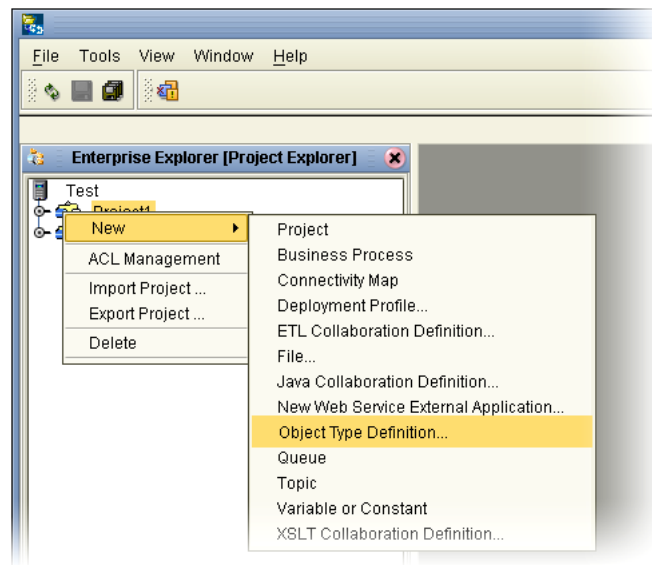 File Tools View Window Help
Enterprise Explorer [Project Explorer]
Test
Project1
New
ACL Management
Import Project ...
Export Project ...
Delete
Project
Business Process
Connectivity Map
Deployment Profile...
ETL Collaboration Definition...
File...
Java Collaboration Definition...
New Web Service External Application...
Object Type Definition...
Queue
Topic
Variable or Constant
XSLT Collaboration Definition...